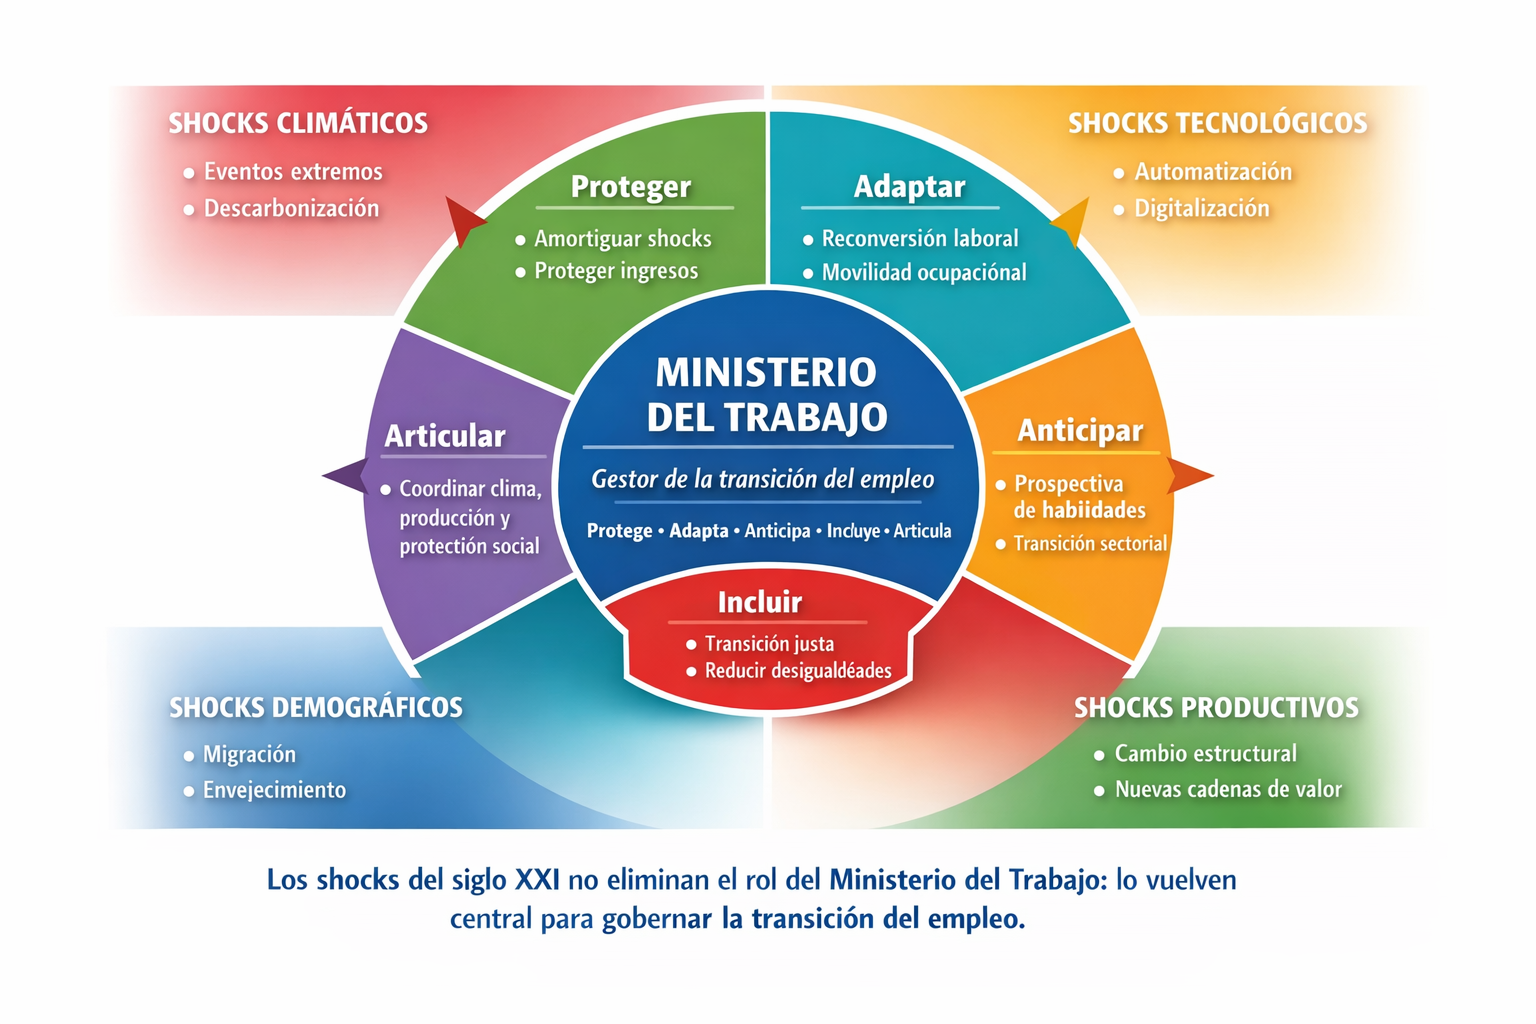 SHOCKS CLIMÁTICOS
• Eventos extremos
• Descarbonización
SHOCKS TECNOLÓGICOS
• Automatización
• Digitalización
Proteger
• Amortiguar shocks
• Proteger ingresos
Adaptar
• Reconversión laboral
• Movilidad ocupaciónal
Articular
• Coordinar clima,
producción y
protectión social
MINISTERIO
DEL TRABAJO
Gestor de la transición del empleo
Protege • Adapta • Anticipa • Incluye • Articula
Anticipar
• Prospectiva
de habiidades
• Transición sectorial
Incluir
• Transición justa
• Reducir desigualdéades
SHOCKS DEMOGRÁFICOS
• Migración
• Envejecimiento
SHOCKS PRODUCTIVOS
• Cambio estructural
• Nuevas cadenas de valor
Los shocks del siglo XXI no eliminan el rol del Ministerio del Trabajo: lo vuelven
central para gobernar la transición del empleo.